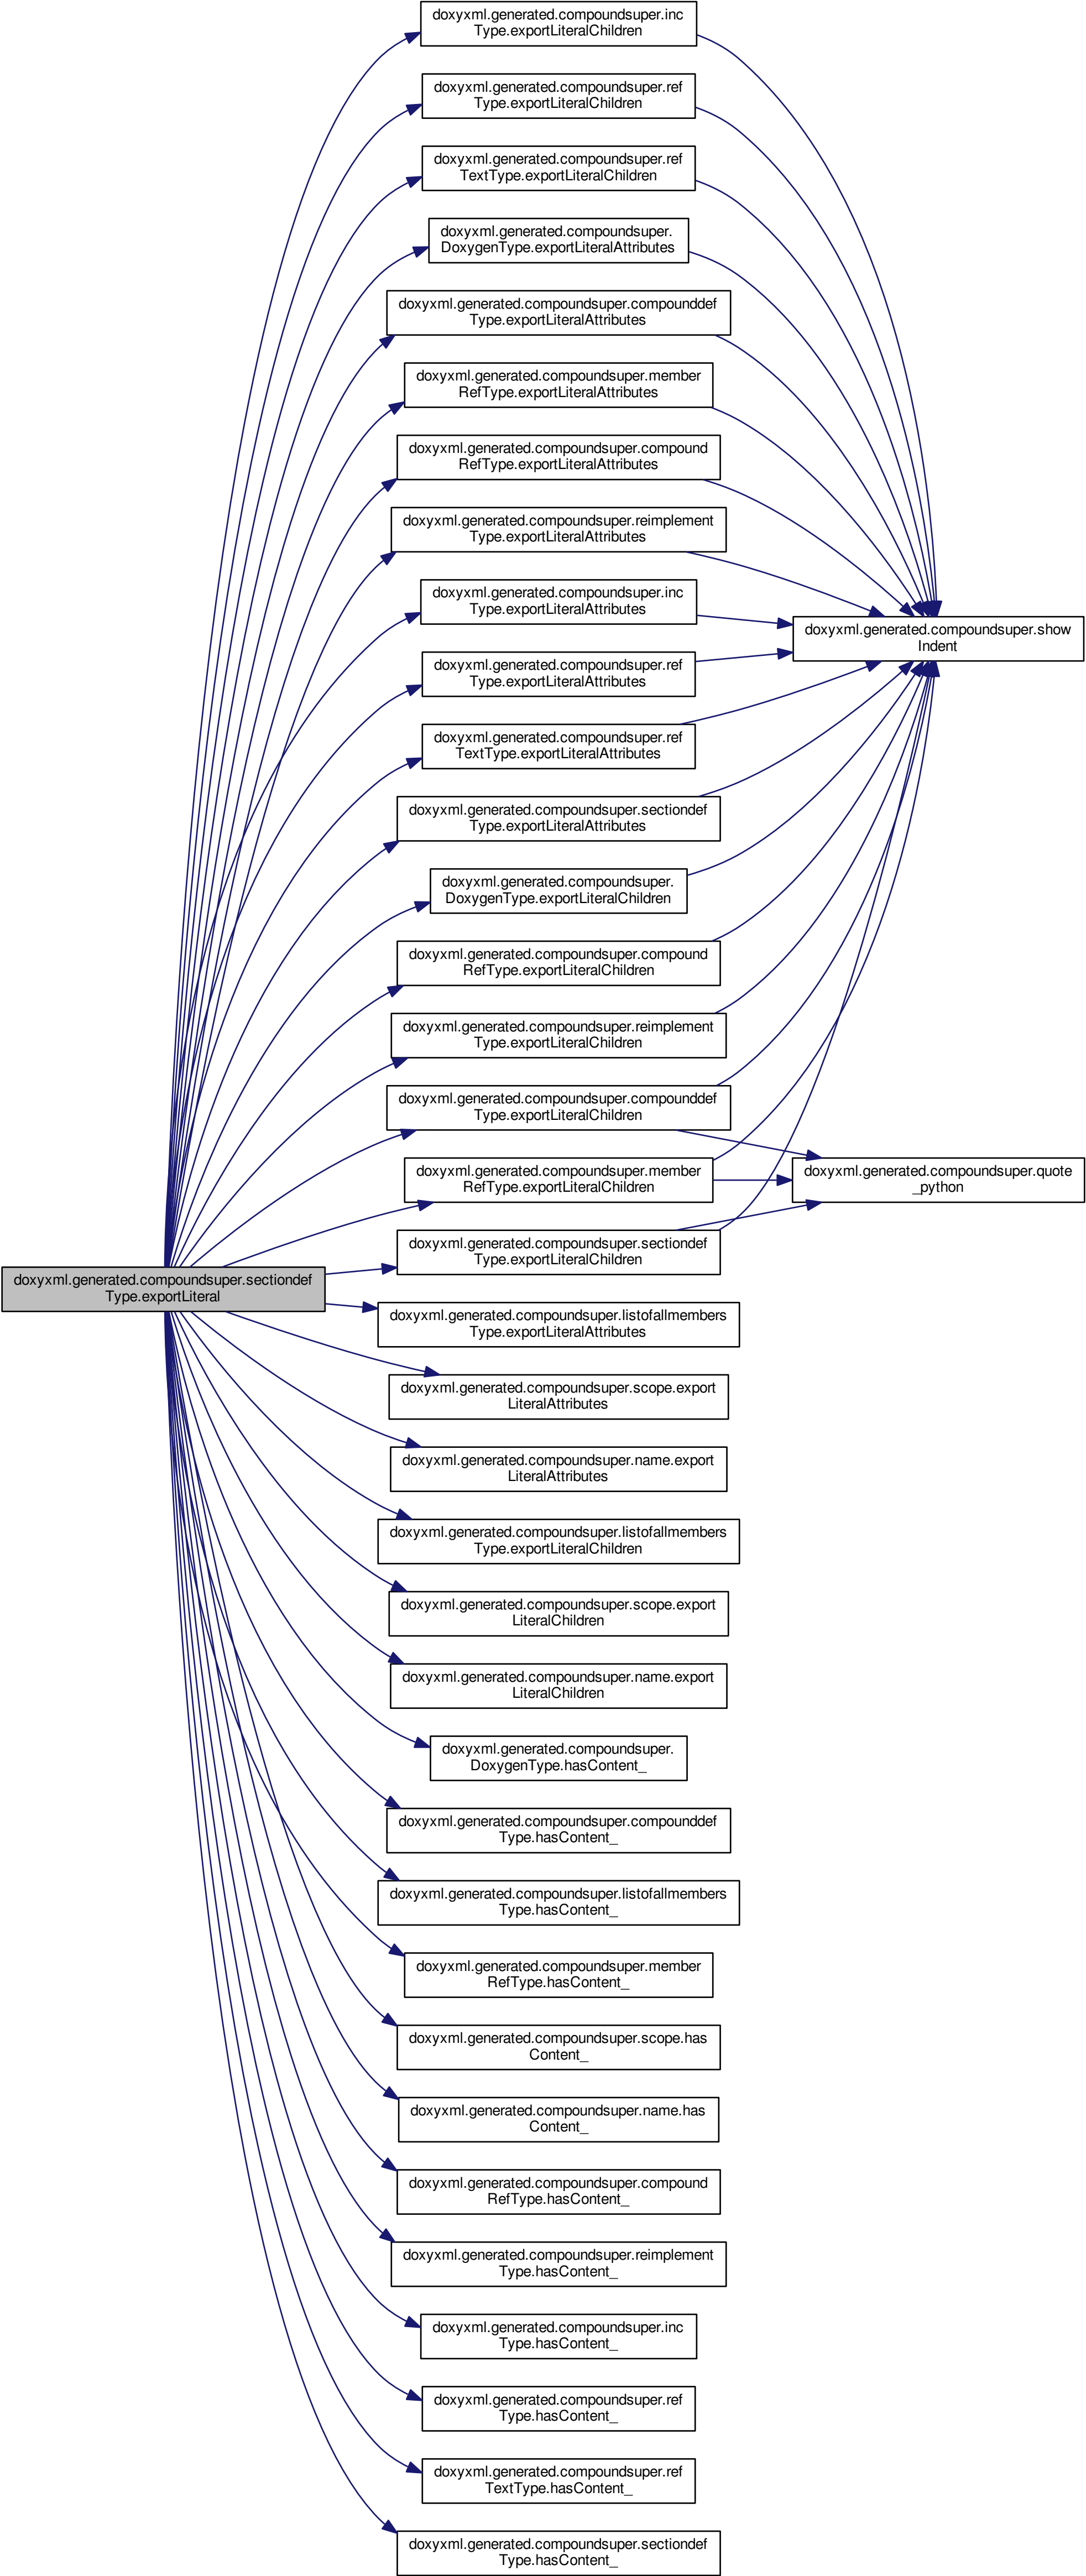 doxyxml.generated.compoundsuper.inc
Type.exportLiteralChildren
doxyxml.generated.compoundsuper.ref
Type.exportLiteralChildren
doxyxml.generated.compoundsuper.ref
TextType.exportLiteralChildren
doxyxml.generated.compoundsuper.
DoxygenType.exportLiteralAttributes
doxyxml.generated.compoundsuper.compounddef
Type.exportLiteralAttributes
doxyxml.generated.compoundsuper.member
RefType.exportLiteralAttributes
doxyxml.generated.compoundsuper.compound
RefType.exportLiteralAttributes
doxyxml.generated.compoundsuper.reimplement
Type.exportLiteralAttributes
doxyxml.generated.compoundsuper.inc
Type.exportLiteralAttributes
doxyxml.generated.compoundsuper.show
Indent
doxyxml.generated.compoundsuper.ref
Type.exportLiteralAttributes
doxyxml.generated.compoundsuper.ref
TextType.exportLiteralAttributes
doxyxml.generated.compoundsuper.sectiondef
Type.exportLiteralAttributes
doxyxml.generated.compoundsuper.
DoxygenType.exportLiteralChildren
doxyxml.generated.compoundsuper.compound
RefType.exportLiteralChildren
doxyxml.generated.compoundsuper.reimplement
Type.exportLiteralChildren
doxyxml.generated.compoundsuper.compounddef
Type.exportLiteralChildren
doxyxml.generated.compoundsuper.member
RefType.exportLiteralChildren
doxyxml.generated.compoundsuper.quote
_python
doxyxml.generated.compoundsuper.sectiondef
Type.exportLiteralChildren
doxyxml.generated.compoundsuper.sectiondef
Type.exportLiteral
doxyxml.generated.compoundsuper.listofallmembers
Type.exportLiteralAttributes
doxyxml.generated.compoundsuper.scope.export
LiteralAttributes
doxyxml.generated.compoundsuper.name.export
LiteralAttributes
doxyxml.generated.compoundsuper.listofallmembers
Type.exportLiteralChildren
doxyxml.generated.compoundsuper.scope.export
LiteralChildren
doxyxml.generated.compoundsuper.name.export
LiteralChildren
doxyxml.generated.compoundsuper.
DoxygenType.hasContent_
doxyxml.generated.compoundsuper.compounddef
Type.hasContent_
doxyxml.generated.compoundsuper.listofallmembers
Type.hasContent_
doxyxml.generated.compoundsuper.member
RefType.hasContent_
doxyxml.generated.compoundsuper.scope.has
Content_
doxyxml.generated.compoundsuper.name.has
Content_
doxyxml.generated.compoundsuper.compound
RefType.hasContent_
doxyxml.generated.compoundsuper.reimplement
Type.hasContent_
doxyxml.generated.compoundsuper.inc
Type.hasContent_
doxyxml.generated.compoundsuper.ref
Type.hasContent_
doxyxml.generated.compoundsuper.ref
TextType.hasContent_
doxyxml.generated.compoundsuper.sectiondef
Type.hasContent_